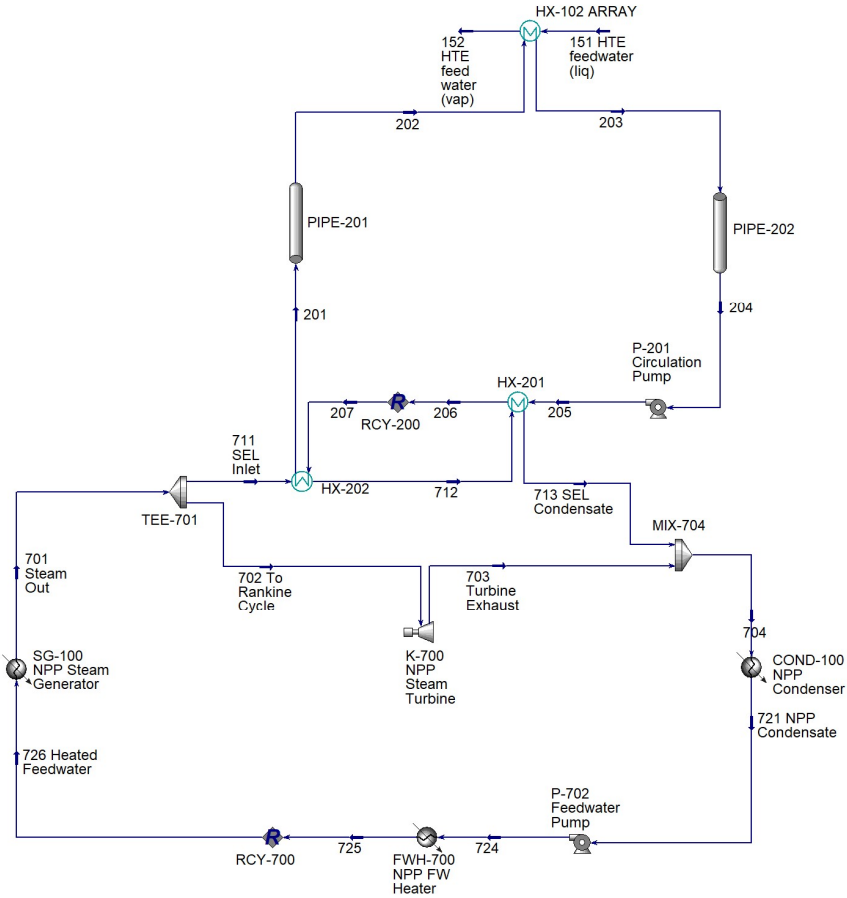 HX-102 ARRAY
152
HTE
feed
water
(vap)
151 HTE
feedwater
(liq)
202
203
PIPE-201
PIPE-202
201
204
P-201
Circulation
Pump
HX-201
207
206
205
RCY-200
711
SEL
Inlet
HX-202
712
713 SEL
Condensate
TEE-701
MIX-704
701
Steam
Out
702 To
Rankine
Cycle
703
Turbine
Exhaust
704
SG-100
NPP Steam
Generator
K-700
NPP
Steam
Turbine
COND-100
NPP
Condenser
721 NPP
Condensate
726 Heated
Feedwater
P-702
Feedwater
Pump
R
R
RCY-700
725
724
FWH-700
NPP FW
Heater